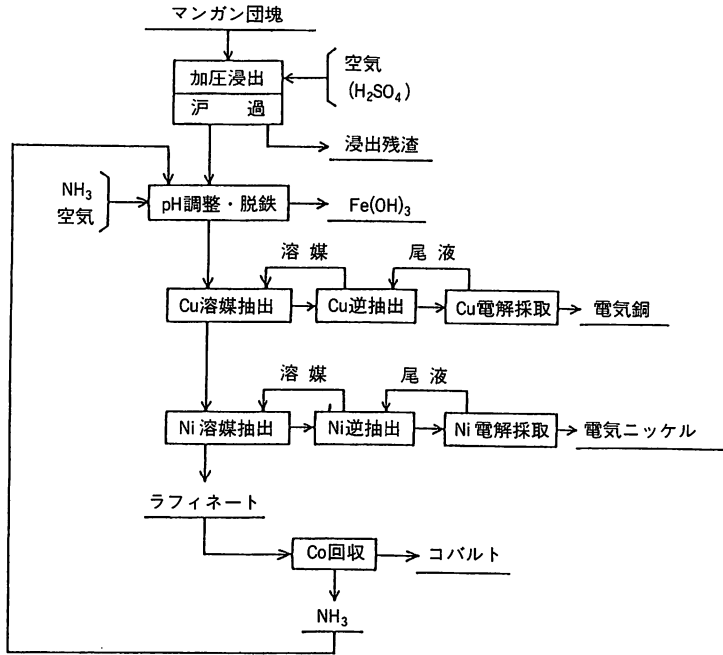 マンガン団塊
加圧浸出
空気
(H₂SO₄)
沪過
浸出残渣
NH₃
空気
pH調整・脱鉄
Fe(OH)₃
溶媒
尾液
Cu溶媒抽出
Cu逆抽出
Cu電解採取
電気銅
溶媒
尾液
Ni溶媒抽出
Ni逆抽出
Ni電解採取
電気ニッケル
ラフィネート
Co回収
コバルト
NH₃